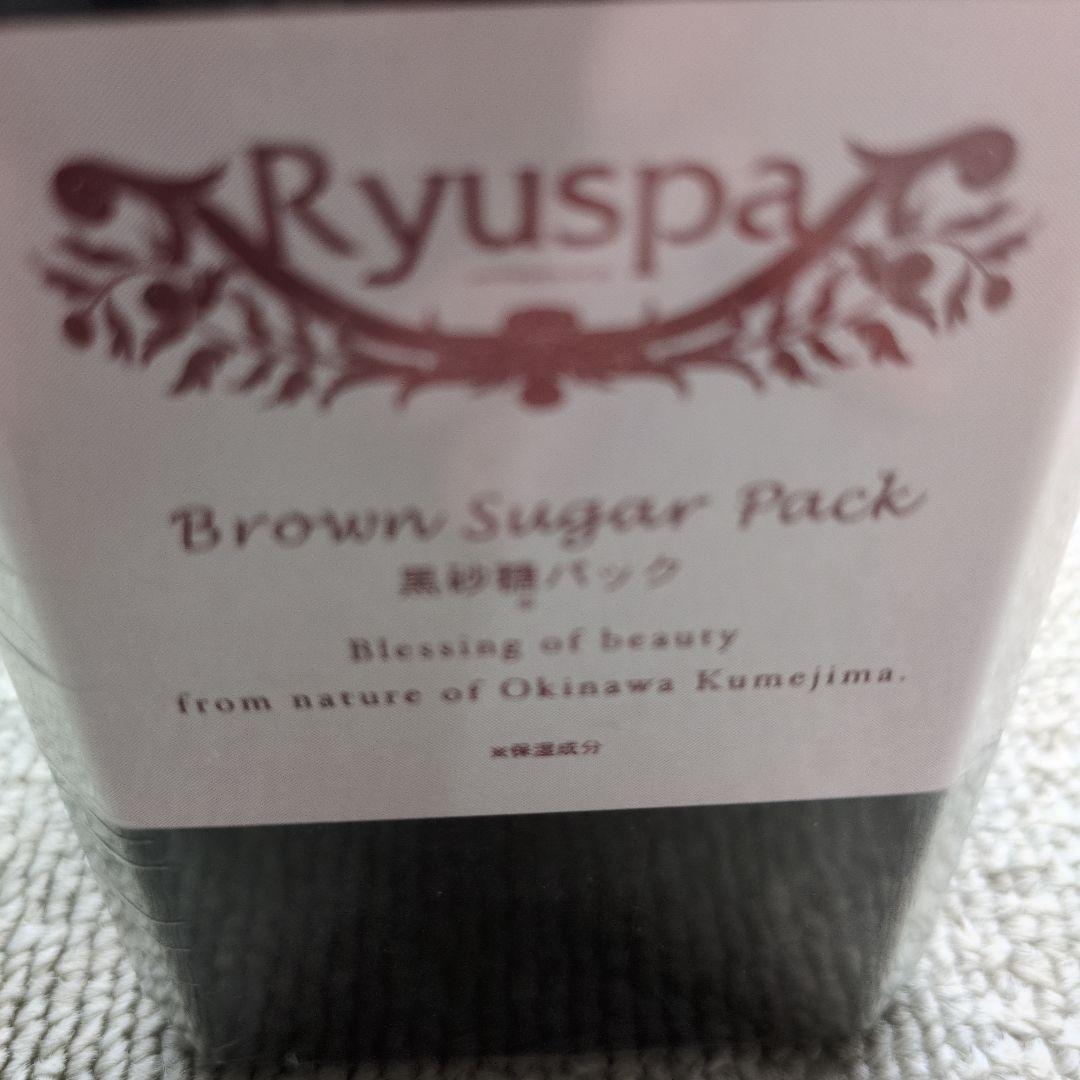 Ryuspa
Brown Sugar Pack
黒砂糖パック
※
Blessing of beauty
from nature of Okinawa Kumejima.
※保湿成分